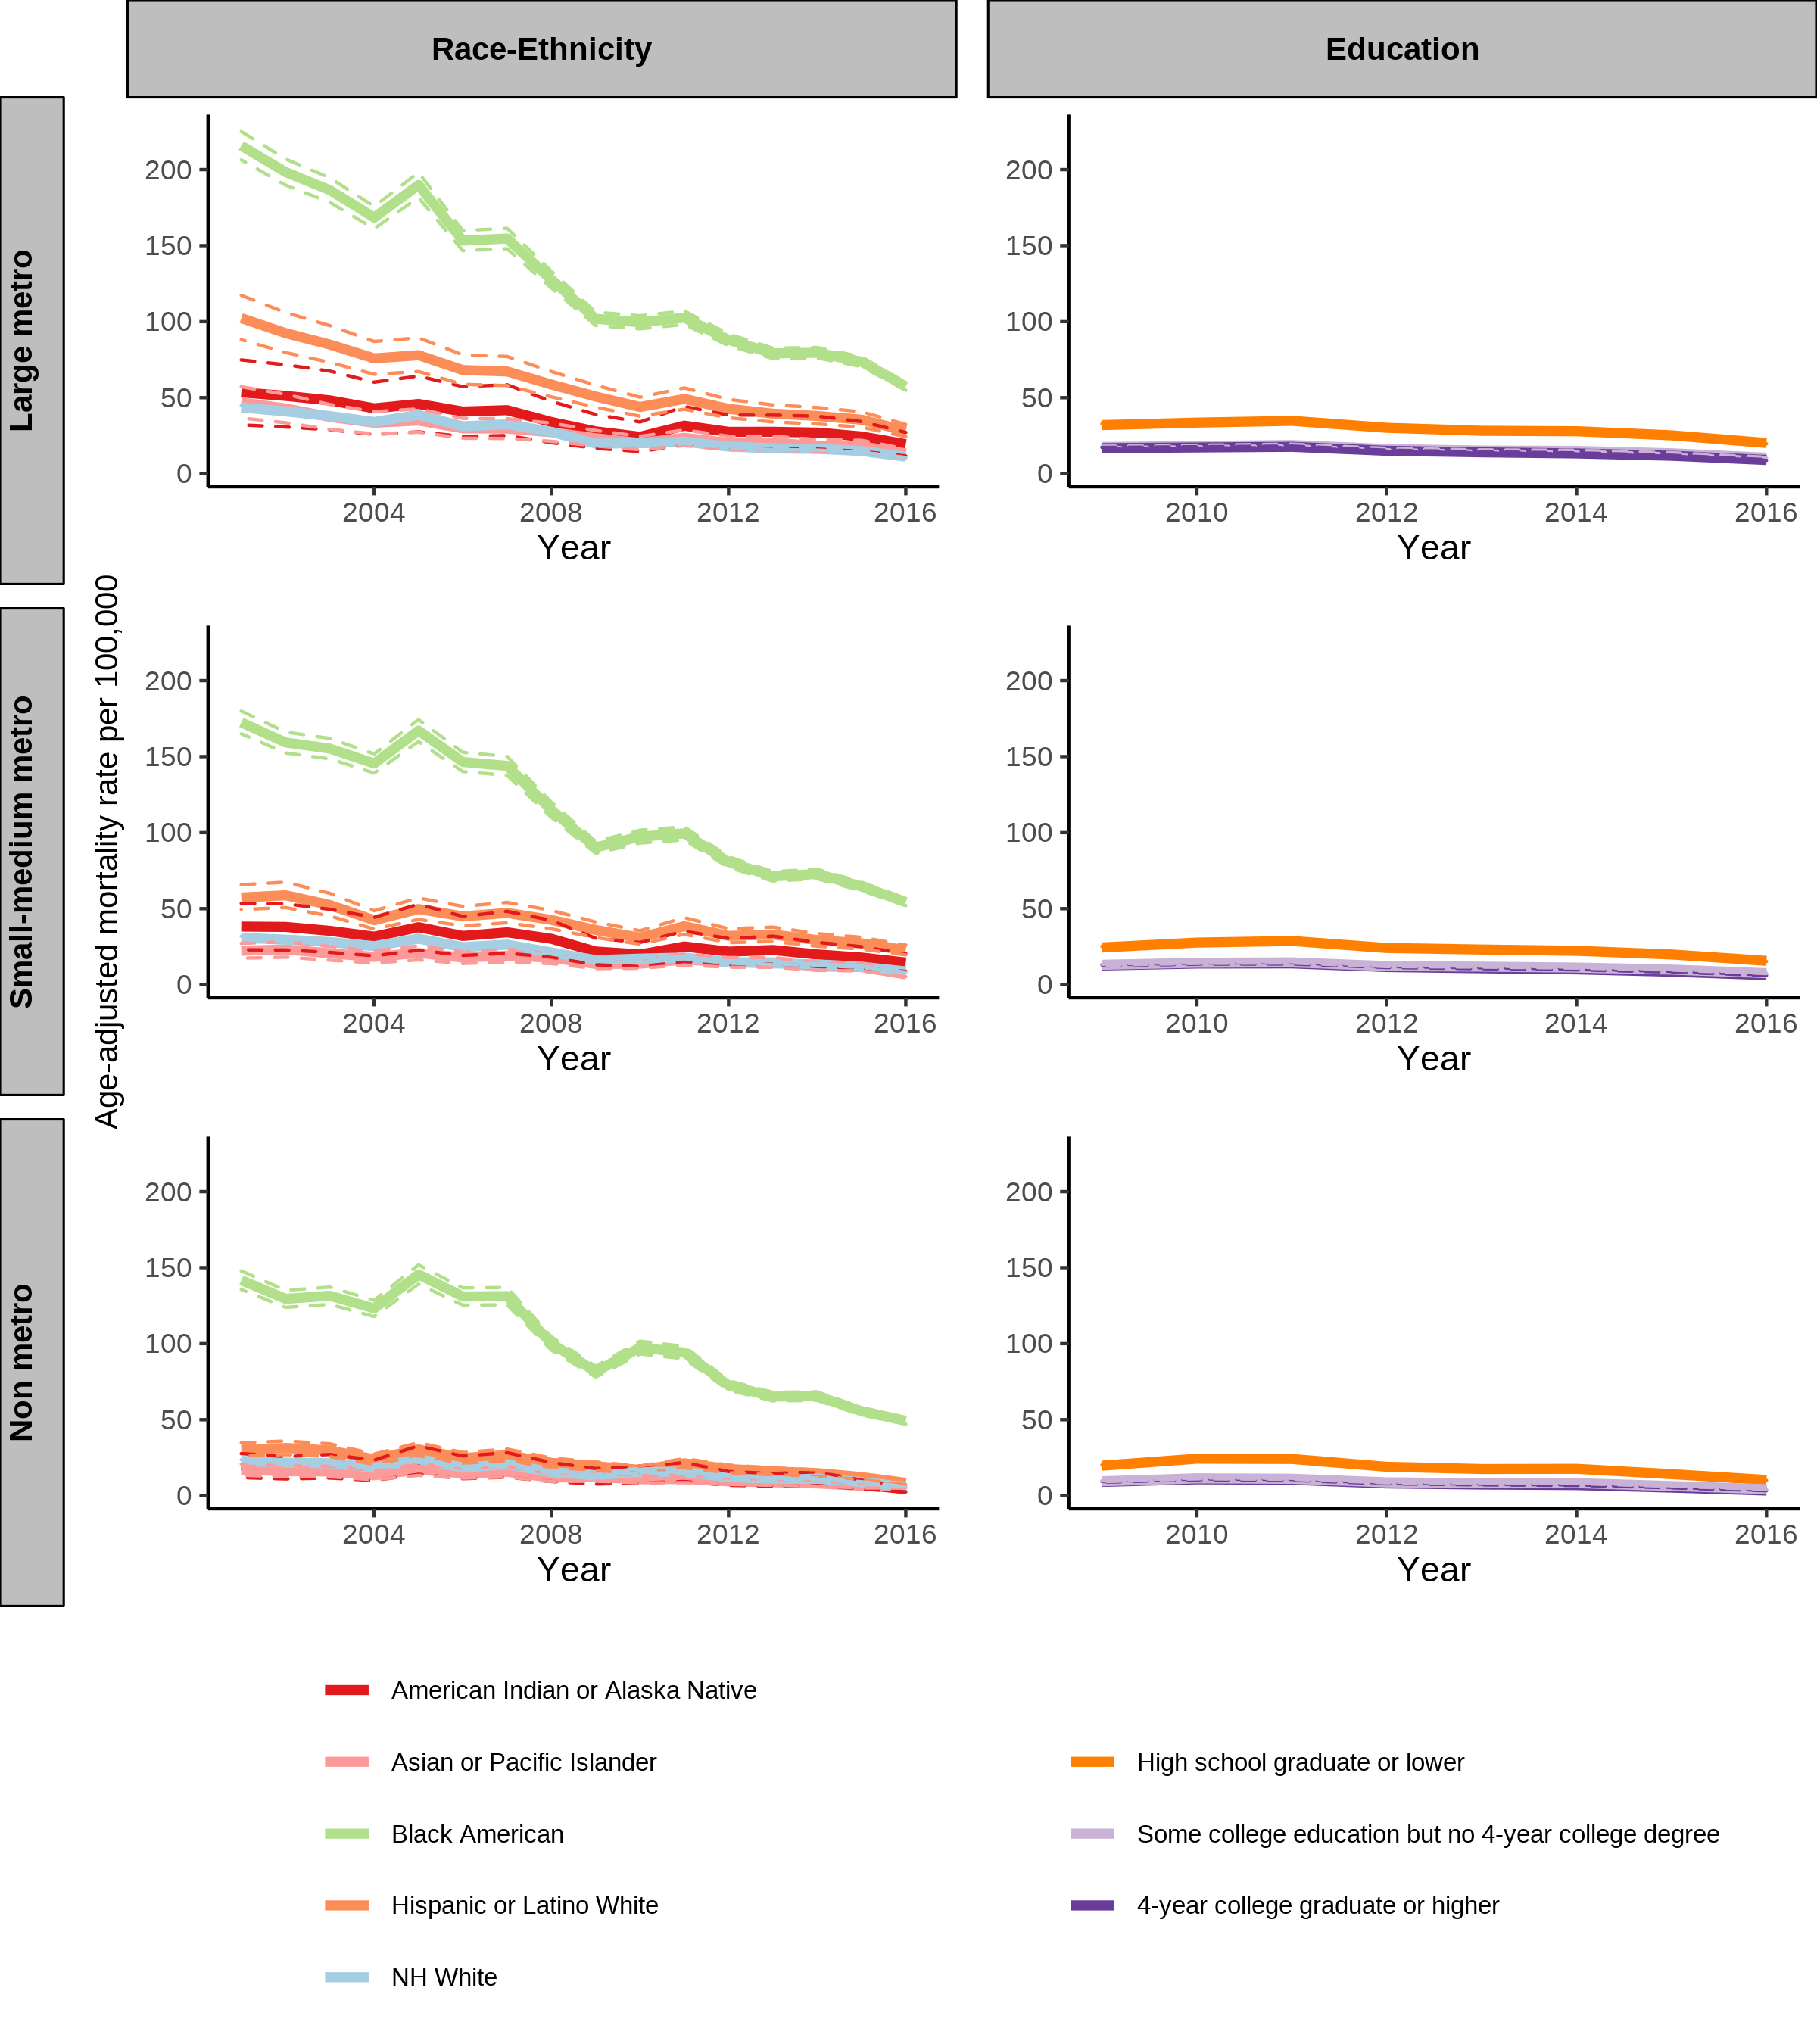 Race-Ethnicity
Education
Large metro
200
150
100
50
0
2004 2008 2012 2016
Year
200
150
100
50
0
2010 2012 2014 2016
Year
Age-adjusted mortality rate per 100,000
Small-medium metro
200
150
100
50
0
2004 2008 2012 2016
Year
200
150
100
50
0
2010 2012 2014 2016
Year
Non metro
200
150
100
50
0
2004 2008 2012 2016
Year
200
150
100
50
0
2010 2012 2014 2016
Year
American Indian or Alaska Native
Asian or Pacific Islander
Black American
Hispanic or Latino White
NH White
High school graduate or lower
Some college education but no 4-year college degree
4-year college graduate or higher